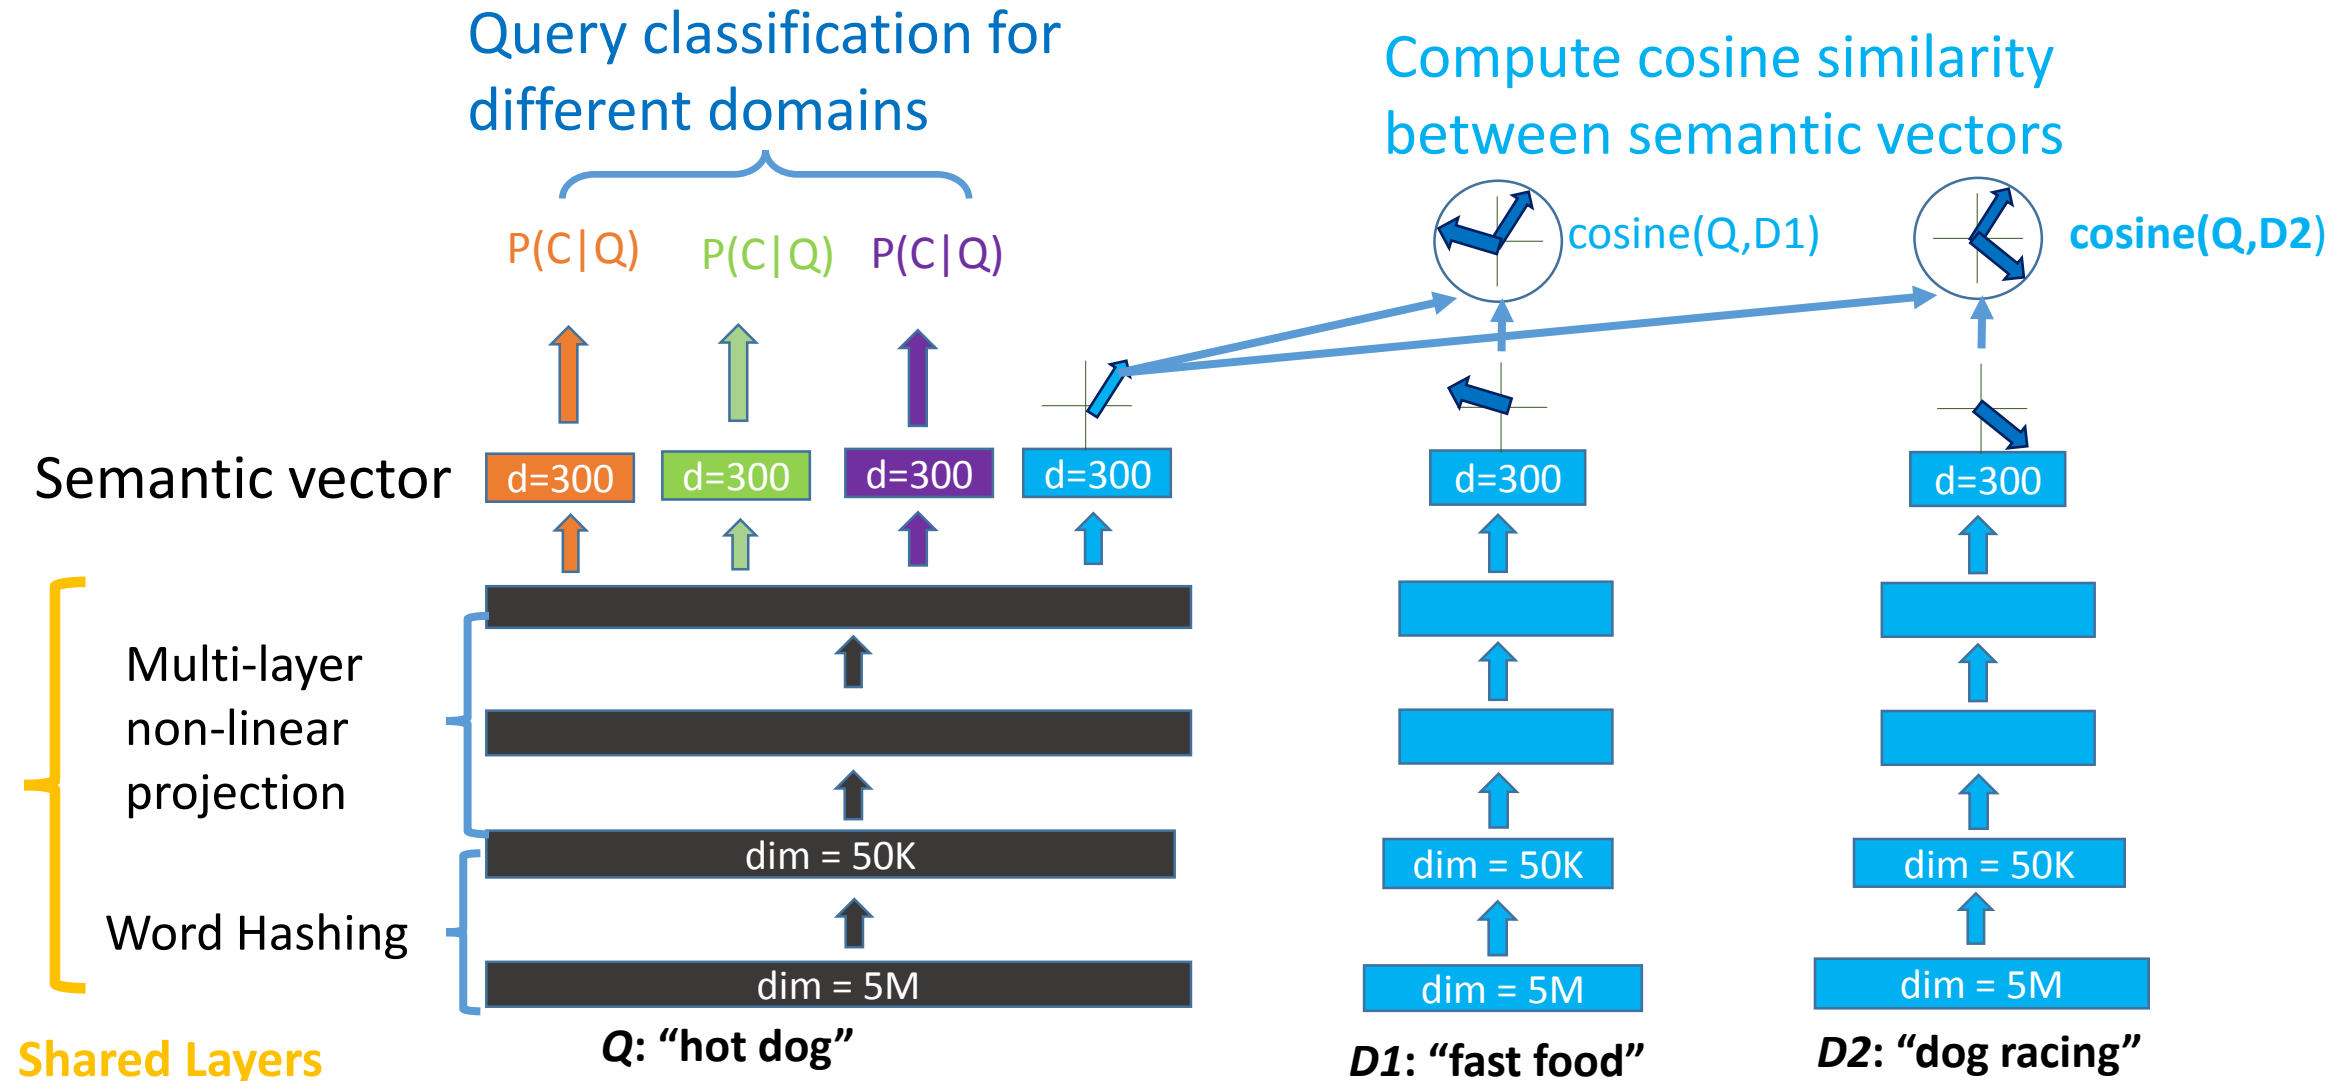 Query classification for
different domains
Compute cosine similarity
between semantic vectors
P(C|Q)
P(C|Q)
P(C|Q)
cosine(Q,D1)
cosine(Q,D2)
Semantic vector
d=300
d=300
d=300
d=300
d=300
d=300
Multi-layer
non-linear
projection
dim = 50K
dim = 50K
dim = 50K
Word Hashing
dim = 5M
dim = 5M
dim = 5M
Shared Layers
Q: “hot dog”
D1: “fast food”
D2: “dog racing”